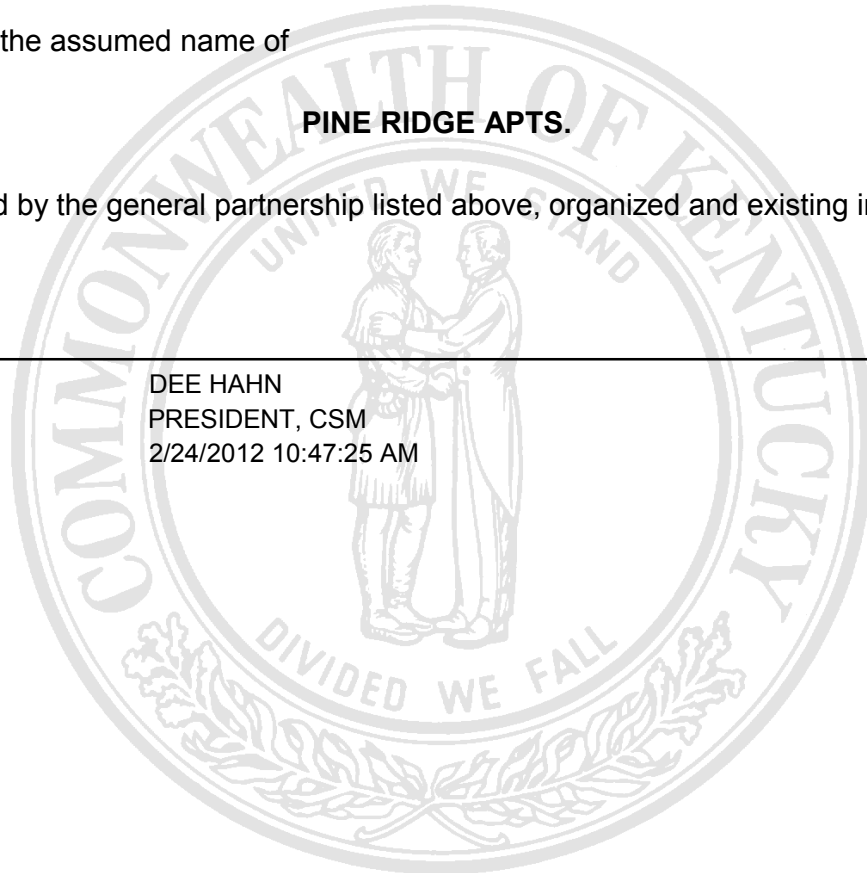 the assumed name of
PINE RIDGE APTS.
d by the general partnership listed above, organized and existing i
DEE HAHN
PRESIDENT, CSM
2/24/2012 10:47:25 AM
COMMONWEALTH OF KENTUCKY
UNITED WE STAND
DIVIDED WE FALL